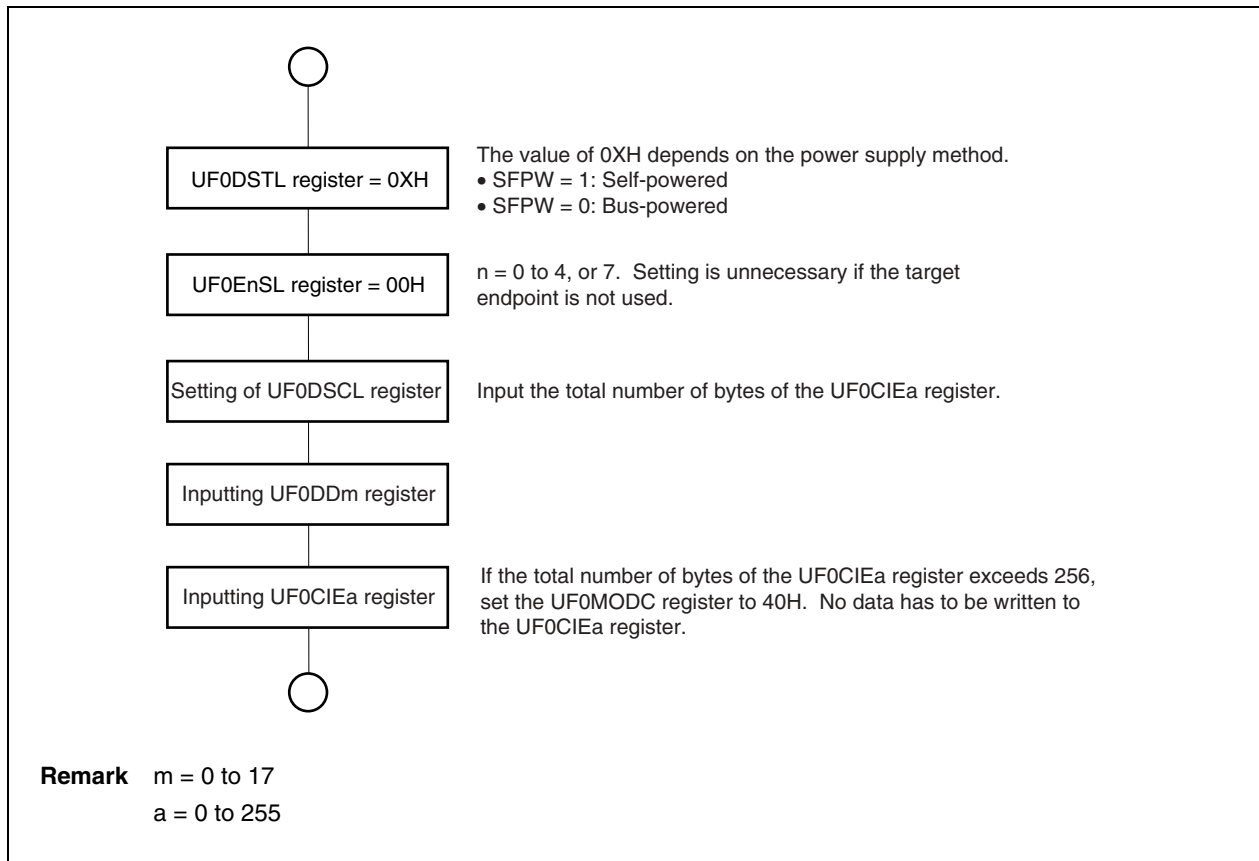 UF0DSTL register = 0XH
The value of 0XH depends on the power supply method.
• SFPW = 1: Self-powered
• SFPW = 0: Bus-powered
UF0EnSL register = 00H
n = 0 to 4, or 7. Setting is unnecessary if the target
endpoint is not used.
Setting of UF0DSCL register
Input the total number of bytes of the UF0CIEa register.
Inputting UF0DDm register
Inputting UF0CIEa register
If the total number of bytes of the UF0CIEa register exceeds 256,
set the UF0MODC register to 40H. No data has to be written to
the UF0CIEa register.
Remark m = 0 to 17
a = 0 to 255